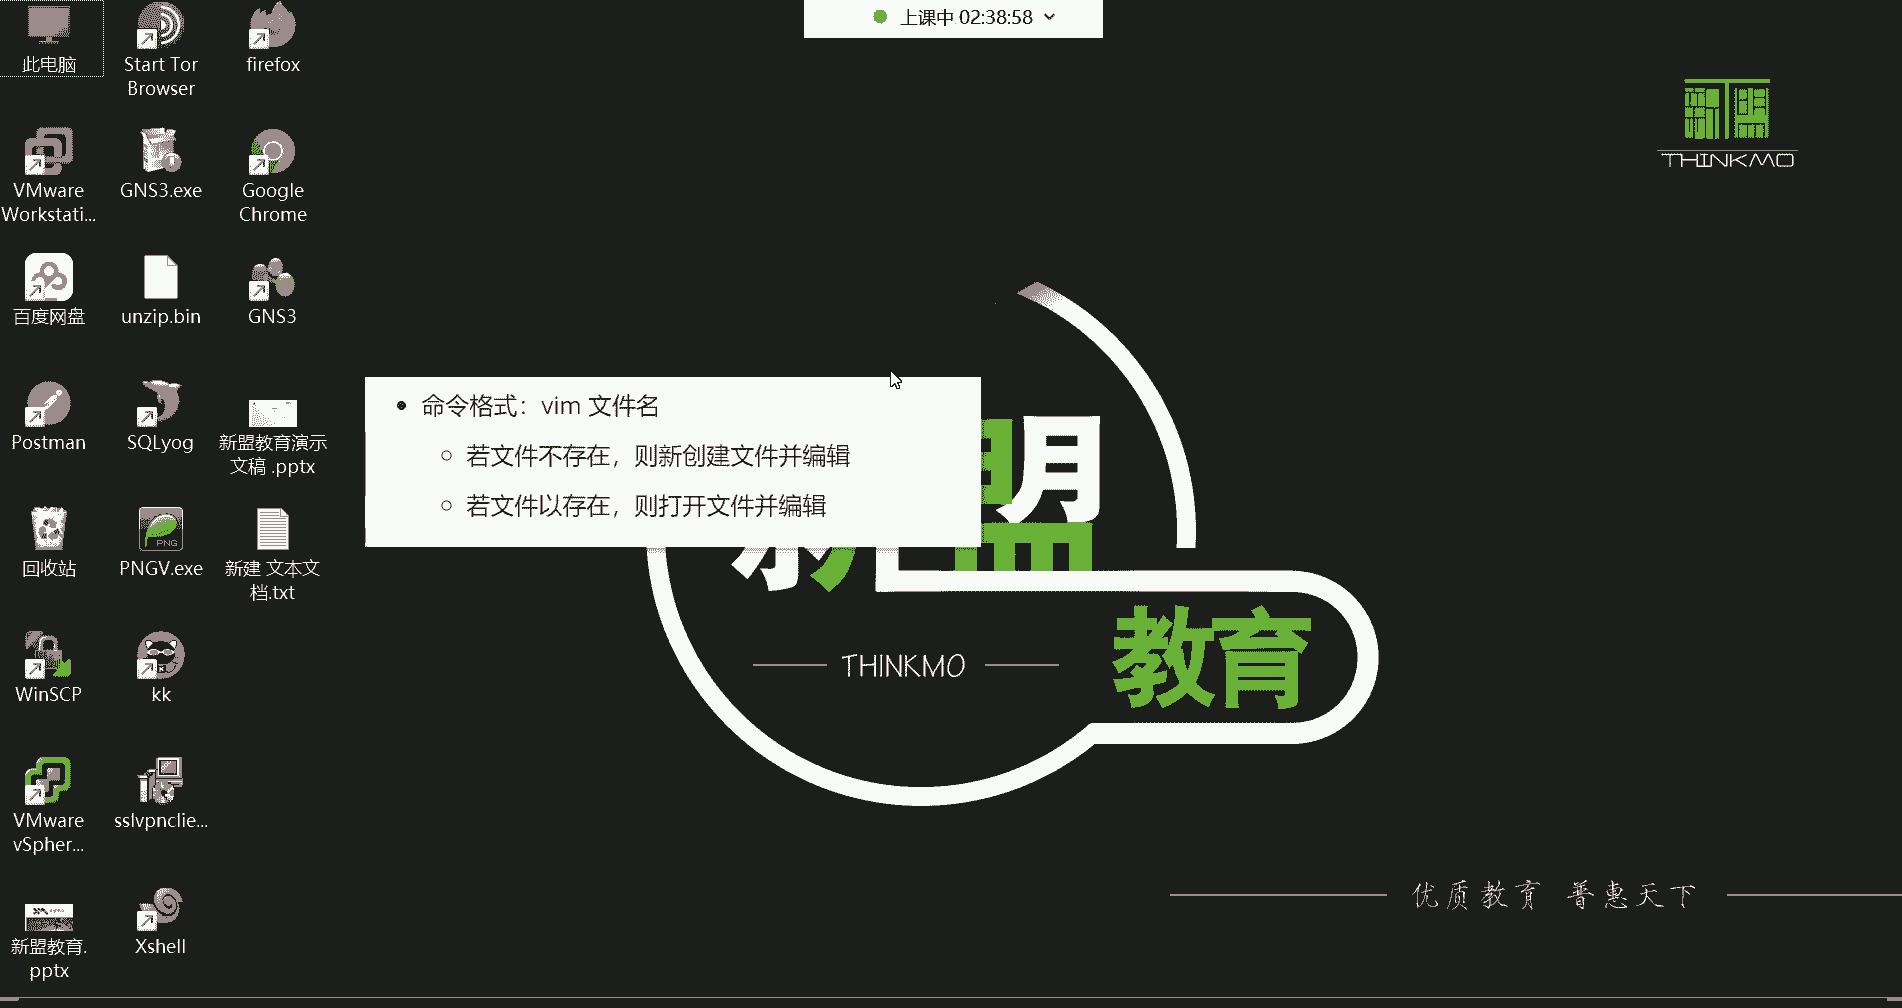 上课中 02:38:58
此电脑
Start Tor
Browser
firefox
THINKMO
VMware
Workstati...
GNS3.exe
Google
Chrome
百度网盘
unzip.bin
GNS3
命令格式：vim 文件名
若文件不存在，则新创建文件并编辑
若文件以存在，则打开文件并编辑
Postman
SQLyog
新盟教育演示
文稿 .pptx
回收站
PNG
PNGV.exe
新建 文本文
档.txt
教育
THINKMO
WinSCP
kk
VMware
vSpher...
sslvpnclie...
优质教育 普惠天下
新盟教育.
pptx
Xshell